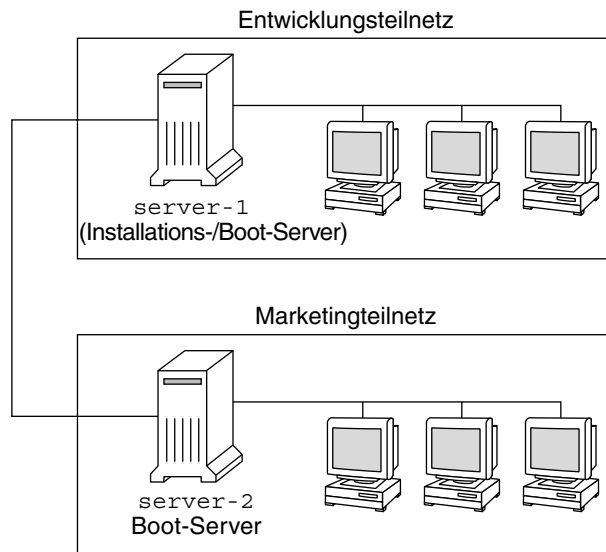 Entwicklungsteilnetz
server-1
(Installations-/Boot-Server)
Marketingteilnetz
server-2
Boot-Server